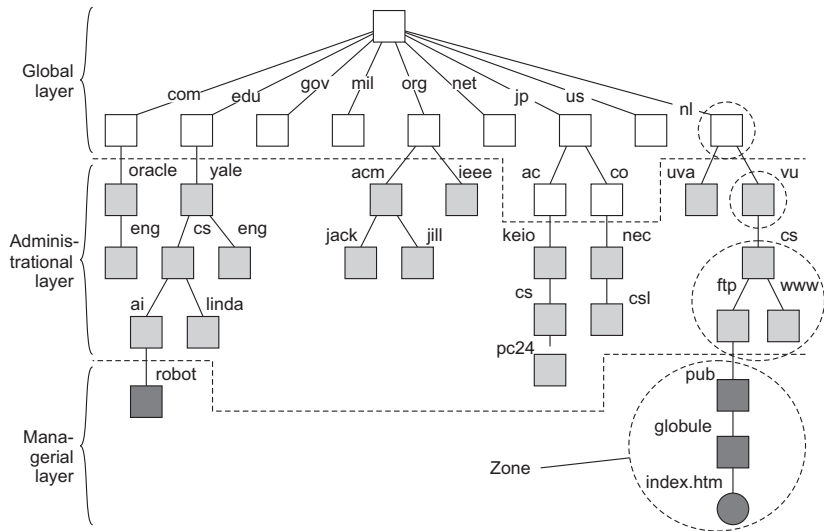 Global
layer
com
edu
gov
mil
org
net
jp
us
nl
oracle
yale
acm
ieee
ac
co
uva
vu
Adminis-
trational
layer
eng
cs
eng
jack
jill
keio
nec
cs
ai
linda
cs
csl
ftp
www
pc24
robot
pub
Mana-
gerial
layer
globule
Zone
index.htm